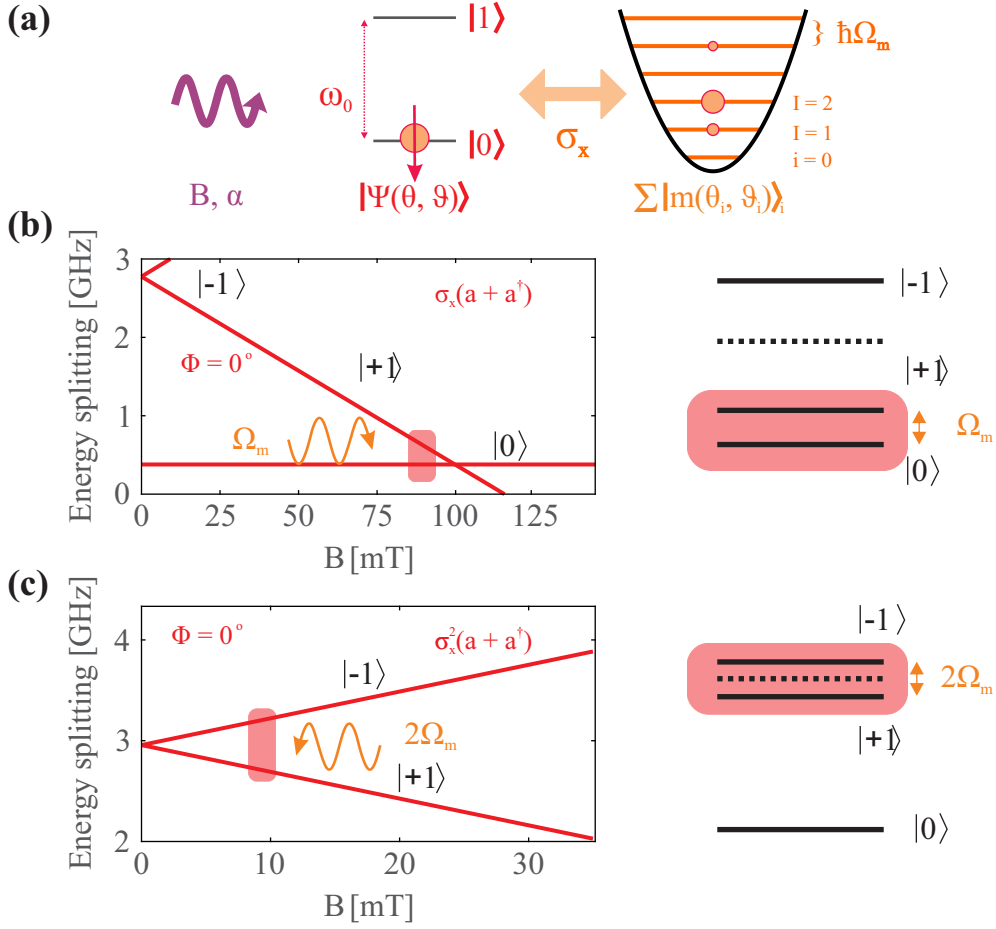 (a)
|1⟩
} ħΩm
ω0
I = 2
|0⟩
I = 1
σx
i = 0
B, α
|Ψ(θ, ϑ)⟩
∑|m(θi, ϑi)⟩i
(b)
Energy splitting [GHz]
3
2
1
0
|-1⟩
σx(a + a†)
Φ = 0°
|+1⟩
Ωm
|0⟩
0 25 50 75 100 125
B [mT]
|-1⟩
|+1⟩
Ωm
|0⟩
(c)
Energy splitting [GHz]
4
3
2
Φ = 0°
σx²(a + a†)
|-1⟩
2Ωm
|+1⟩
0 10 20 30
B [mT]
|-1⟩
2Ωm
|+1⟩
|0⟩